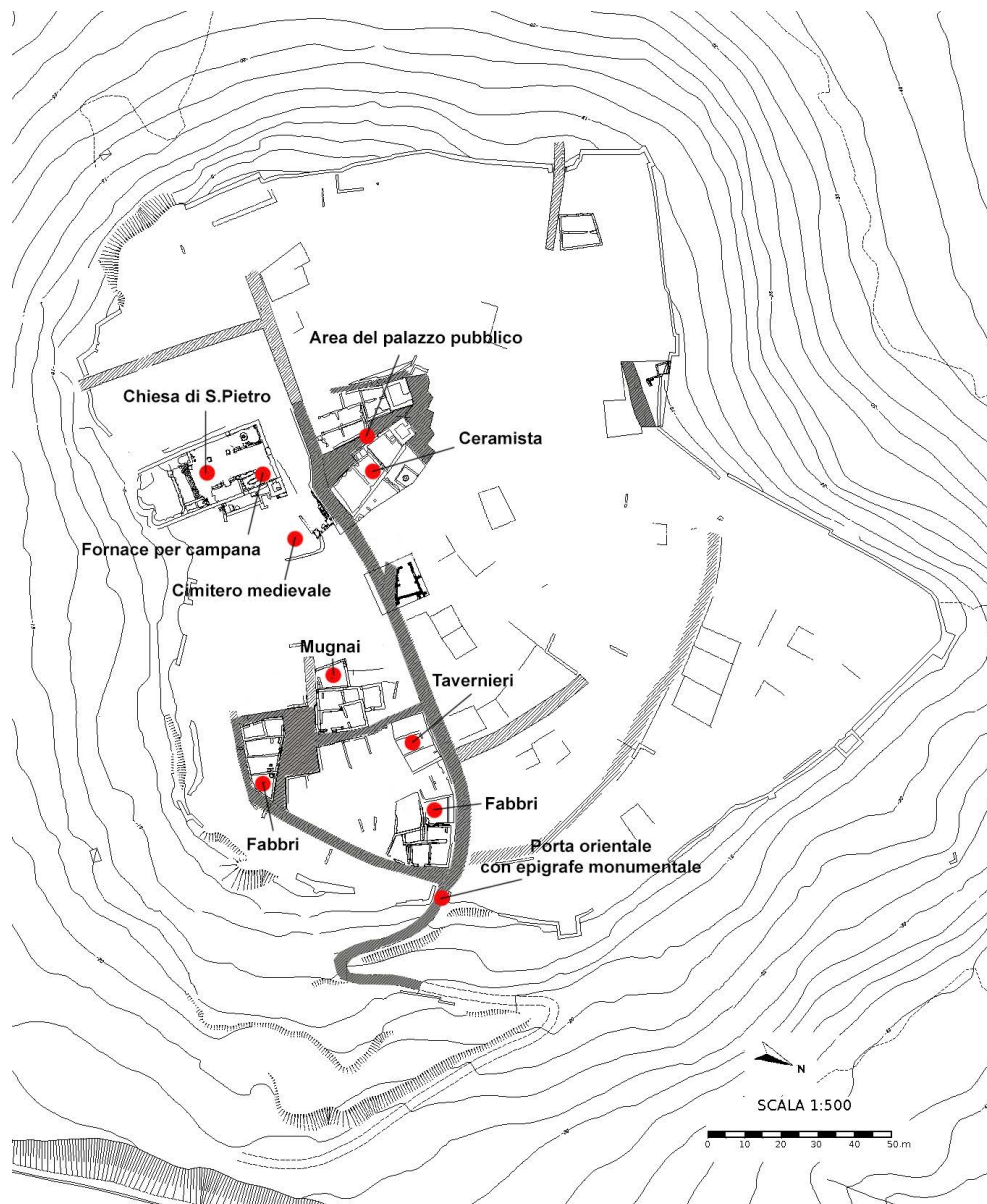 Area del palazzo pubblico
Chiesa di S.Pietro
Ceramista
Fornace per campana
Cimitero medievale
Mugnai
Tavernieri
Fabbri
Fabbri
Porta orientale
con epigrafe monumentale
N
SCALA 1:500
0 10 20 30 40 50 m